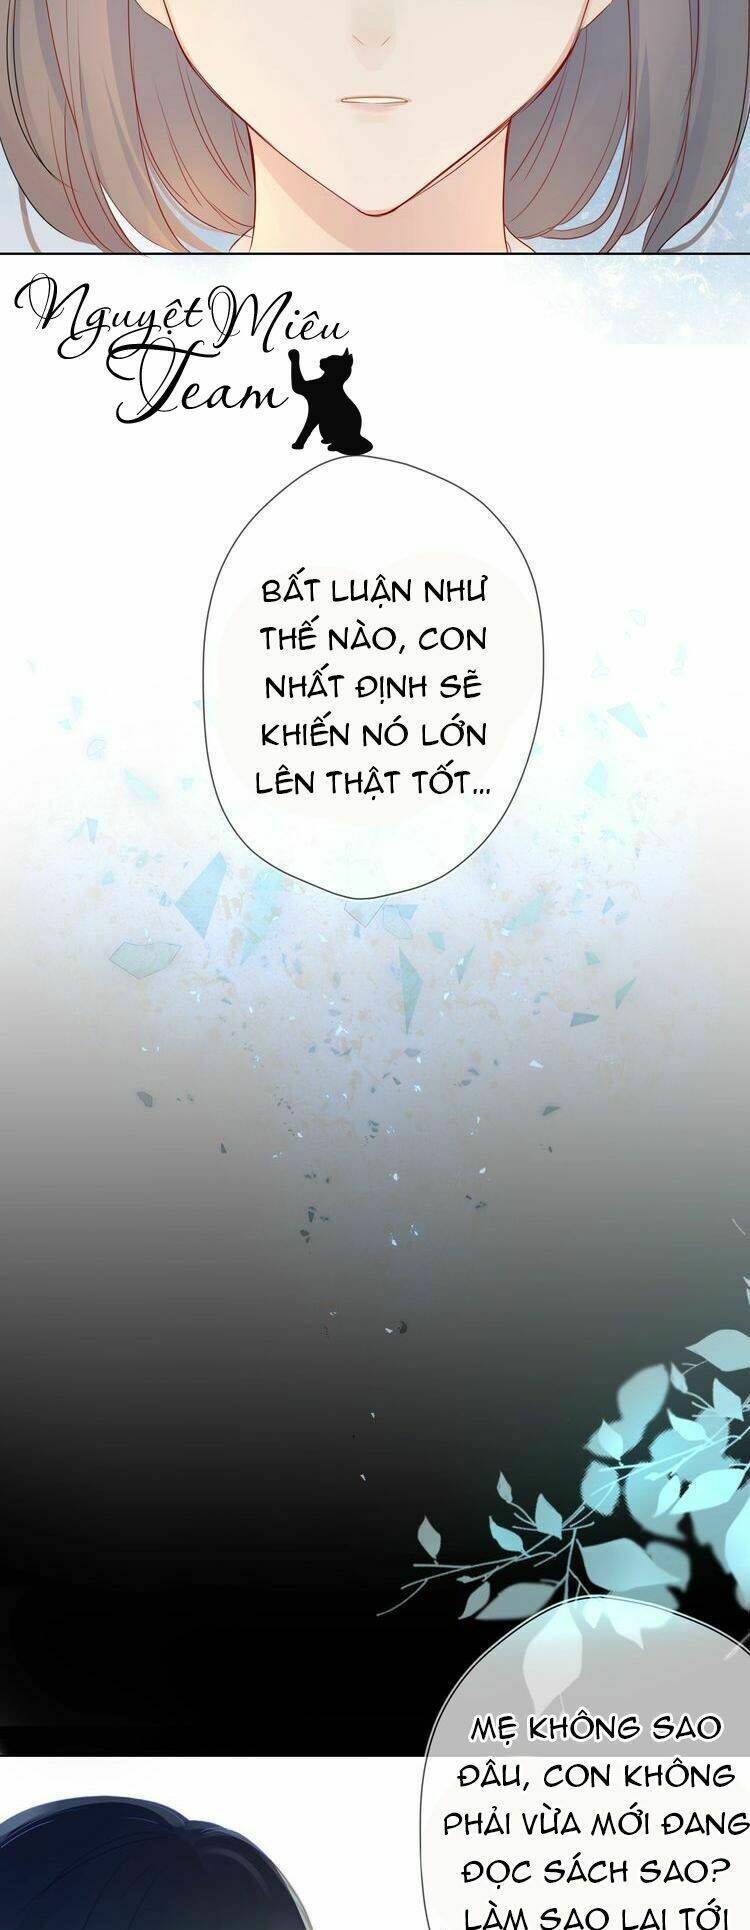 Nguyệt Miêu
Team
BẤT LUẬN NHƯ
THẾ NÀO, CON
NHẤT ĐỊNH SẼ
KHIẾN NÓ LỚN
LÊN THẬT TỐT...
MẸ KHÔNG SAO
ĐÂU, CON KHÔNG
PHẢI VỪA MỚI ĐANG
ĐỌC SÁCH SAO?
LÀM SAO LẠI TỚI